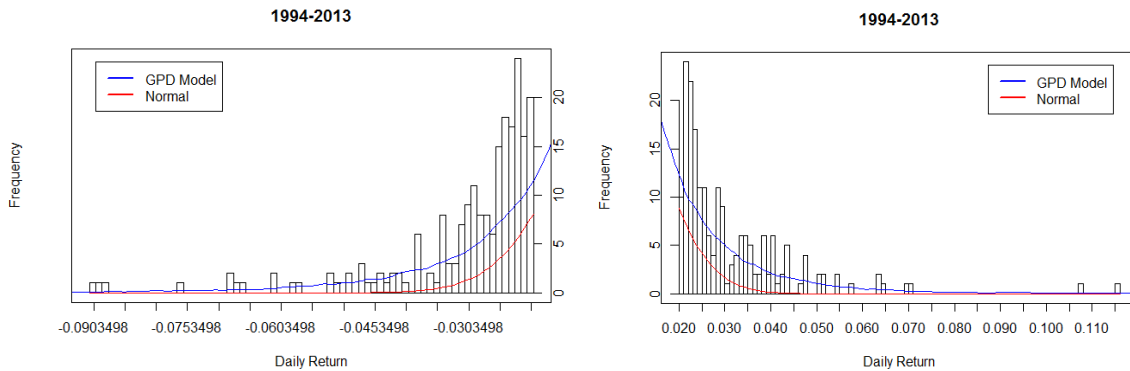 1994-2013
GPD Model
Normal
Frequency
0 5 10 15 20
-0.0903498 -0.0753498 -0.0603498 -0.0453498 -0.0303498
Daily Return
1994-2013
GPD Model
Normal
Frequency
0 5 10 15 20
0.020 0.030 0.040 0.050 0.060 0.070 0.080 0.090 0.100 0.110
Daily Return